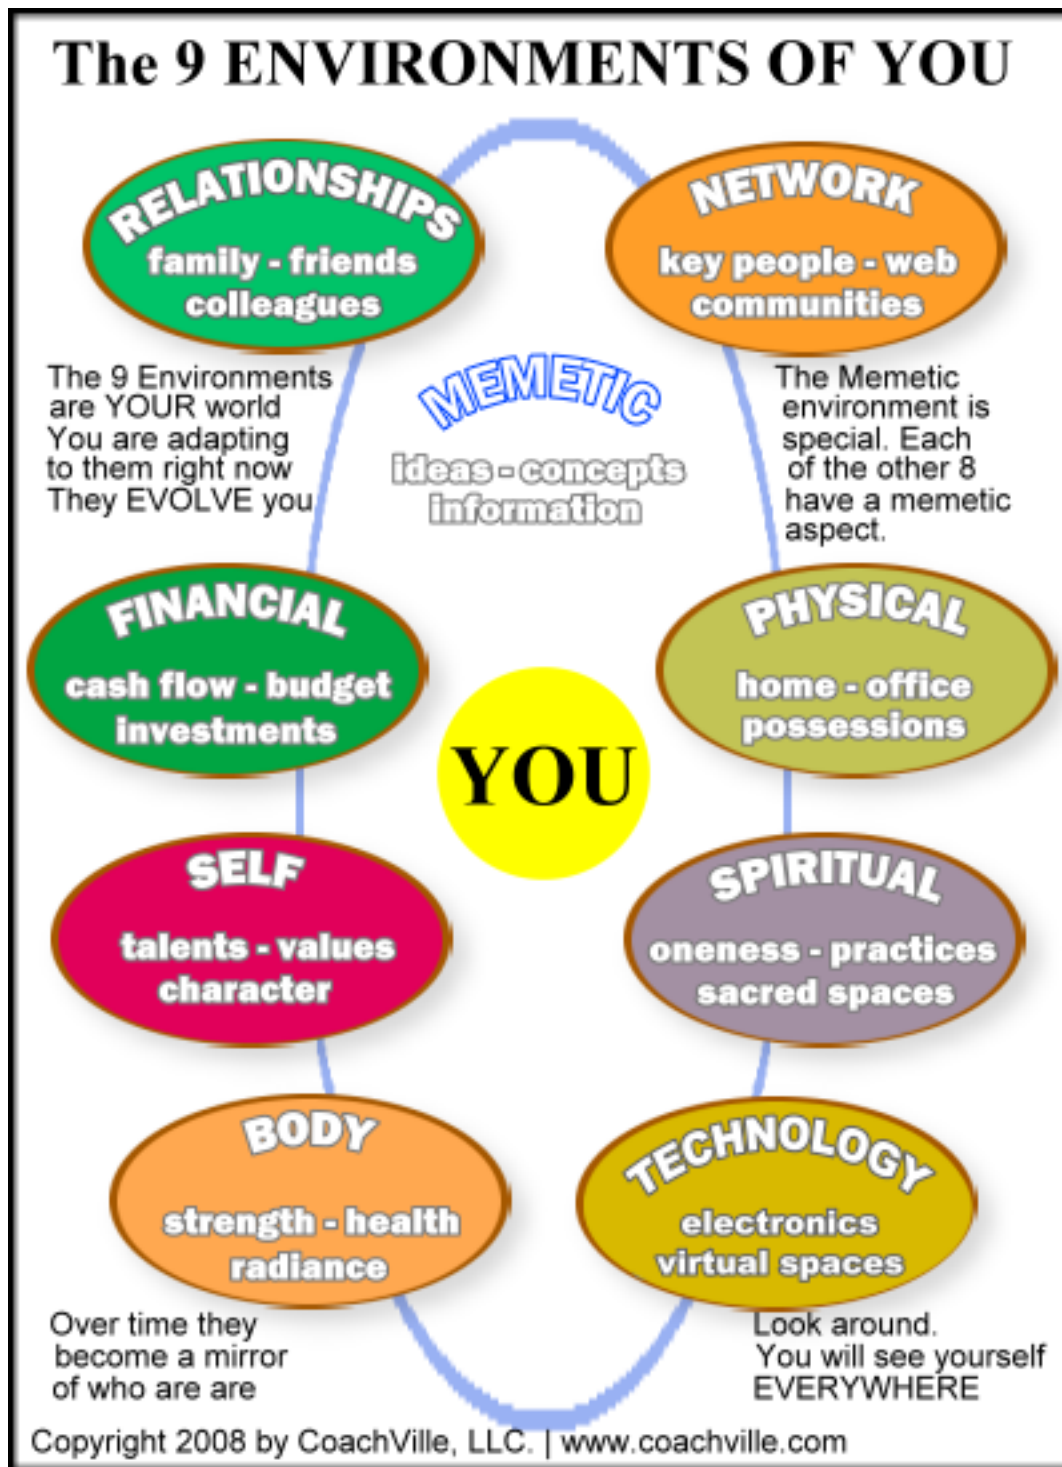 The 9 ENVIRONMENTS OF YOU
RELATIONSHIPS
family - friends
colleagues
NETWORK
key people - web
communities
The 9 Environments
are YOUR world
You are adapting
to them right now
They EVOLVE you
MEMETIC
ideas - concepts
information
The Memetic
environment is
special. Each
of the other 8
have a memetic
aspect.
FINANCIAL
cash flow - budget
investments
PHYSICAL
home - office
possessions
YOU
SELF
talents - values
character
SPIRITUAL
oneness - practices
sacred spaces
BODY
strength - health
radiance
TECHNOLOGY
electronics
virtual spaces
Over time they
become a mirror
of who are are
Look around.
You will see yourself
EVERYWHERE
Copyright 2008 by CoachVille, LLC. | www.coachville.com